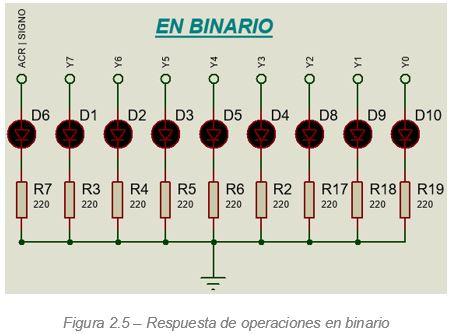 EN BINARIO
ACR | SIGNO Y7 Y6 Y5 Y4 Y3 Y2 Y1 Y0
D6 D1 D2 D3 D5 D4 D8 D9 D10
R7 R3 R4 R5 R6 R2 R17 R18 R19
220 220 220 220 220 220 220 220 220
Figura 2.5 – Respuesta de operaciones en binario